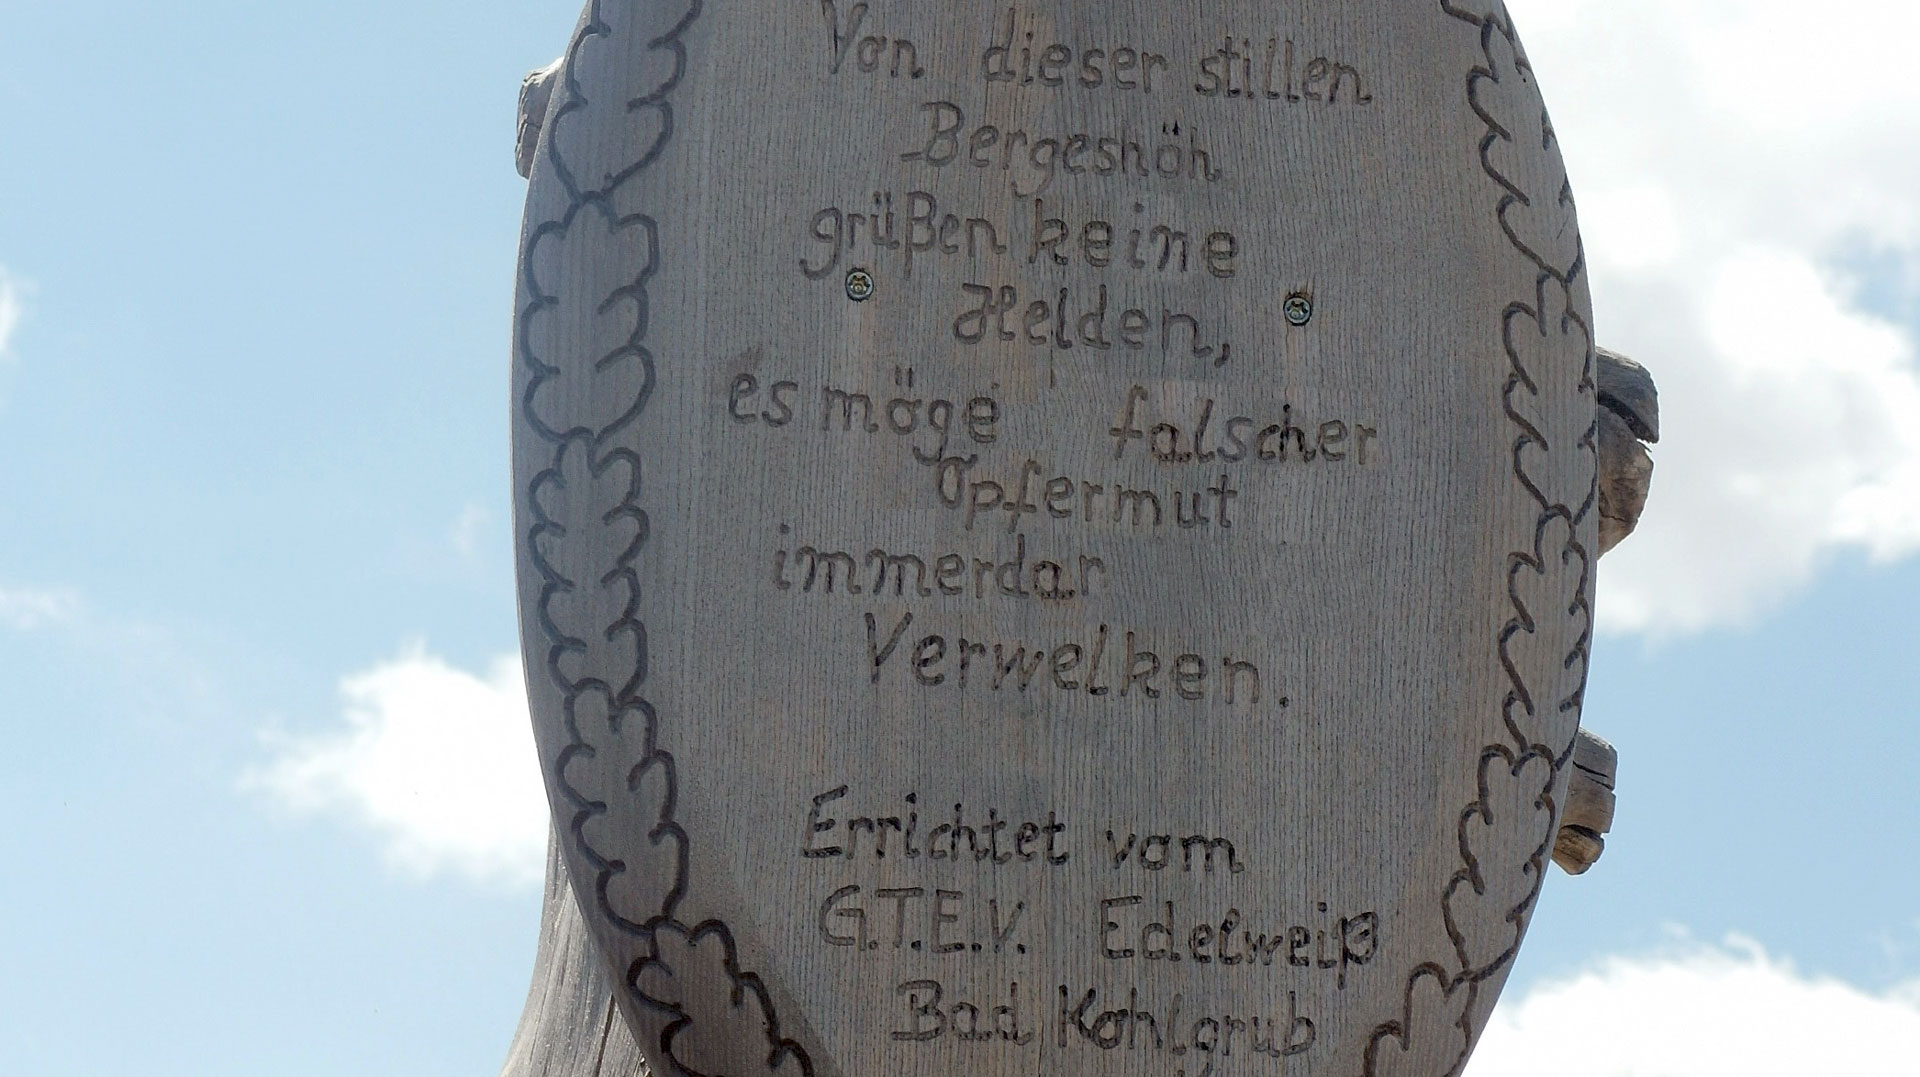 Von dieser stillen
Bergeshöh
grüßen keine
Helden,
es möge falscher
Opfermut
immerdar
Verwelken.
Errichtet vom
G.T.E.V. Edelweiß
Bad Kohlgrub